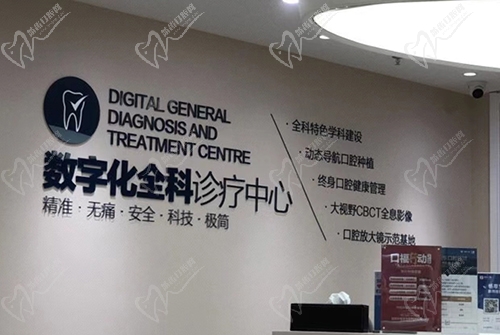 DIGITAL GENERAL
DIAGNOSIS AND
TREATMENT CENTRE
数字化全科诊疗中心
精准·无痛·安全·科技·极简
·全科特色学科建设
·动态导航口腔种植
·终身口腔健康管理
·大视野CBCT全息影像
·口腔放大镜示范基地